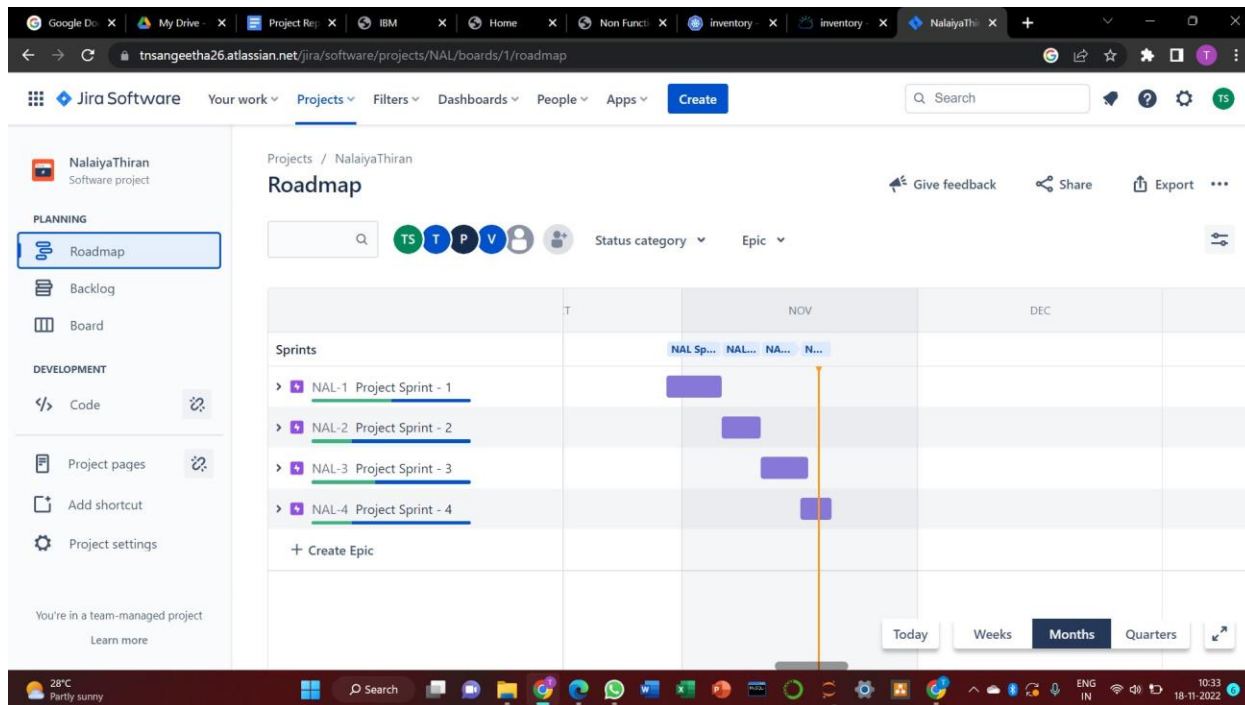 Google Do
My Drive -
Project Rep
IBM
Home
Non Functi
inventory -
inventory -
NalaiyaThi
tnsangeetha26.atlassian.net/jira/software/projects/NAL/boards/1/roadmap
T
Jira Software
Your work
Projects
Filters
Dashboards
People
Apps
Create
Search
TS
NalaiyaThiran
Software project
PLANNING
Roadmap
Backlog
Board
DEVELOPMENT
Code
Project pages
Add shortcut
Project settings
You're in a team-managed project
Learn more
Projects / NalaiyaThiran
Roadmap
Give feedback
Share
Export
TS T P V
Status category
Epic
T
NOV
DEC
Sprints
NAL Sp... NAL... NA... N...
NAL-1 Project Sprint - 1
NAL-2 Project Sprint - 2
NAL-3 Project Sprint - 3
NAL-4 Project Sprint - 4
+ Create Epic
Today
Weeks
Months
Quarters
28°C
Partly sunny
Search
ENG
IN
10:33
18-11-2022